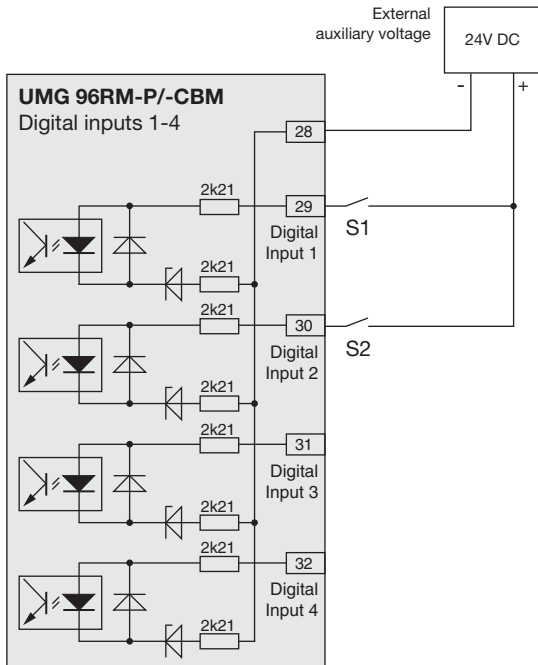 External
auxiliary voltage
24V DC
- +
UMG 96RM-P/-CBM
Digital inputs 1-4
28
2k21
29
S1
Digital
Input 1
2k21
2k21
30
S2
Digital
Input 2
2k21
2k21
31
Digital
Input 3
2k21
2k21
32
Digital
Input 4
2k21